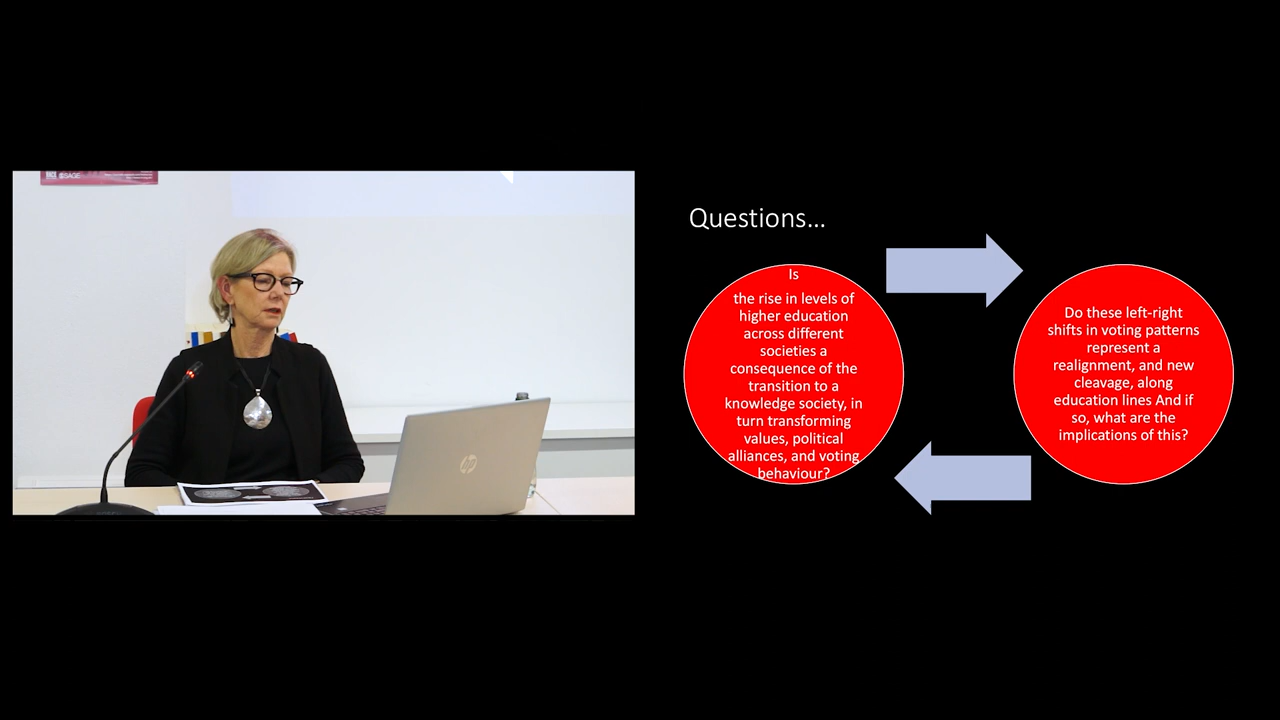 RACE
SAGE
Questions…
Is
the rise in levels of
higher education
across different
societies a
consequence of the
transition to a
knowledge society, in
turn transforming
values, political
alliances, and voting
behaviour?
Do these left-right
shifts in voting patterns
represent a
realignment, and new
cleavage, along
education lines And if
so, what are the
implications of this?
hp